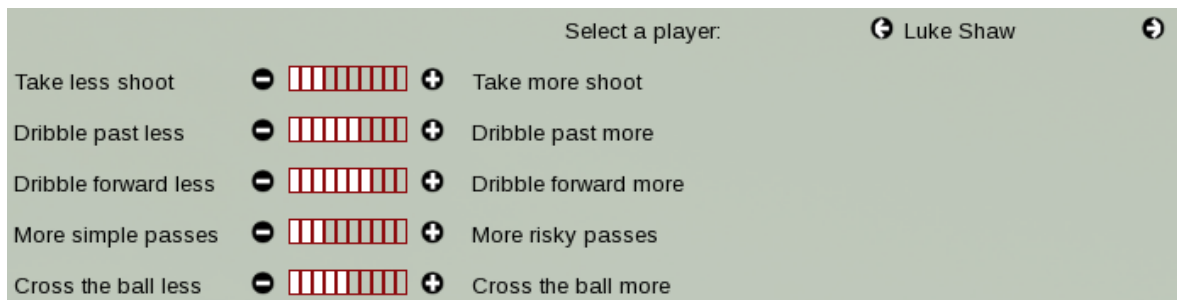 Select a player: Luke Shaw
Take less shoot Take more shoot
Dribble past less Dribble past more
Dribble forward less Dribble forward more
More simple passes More risky passes
Cross the ball less Cross the ball more